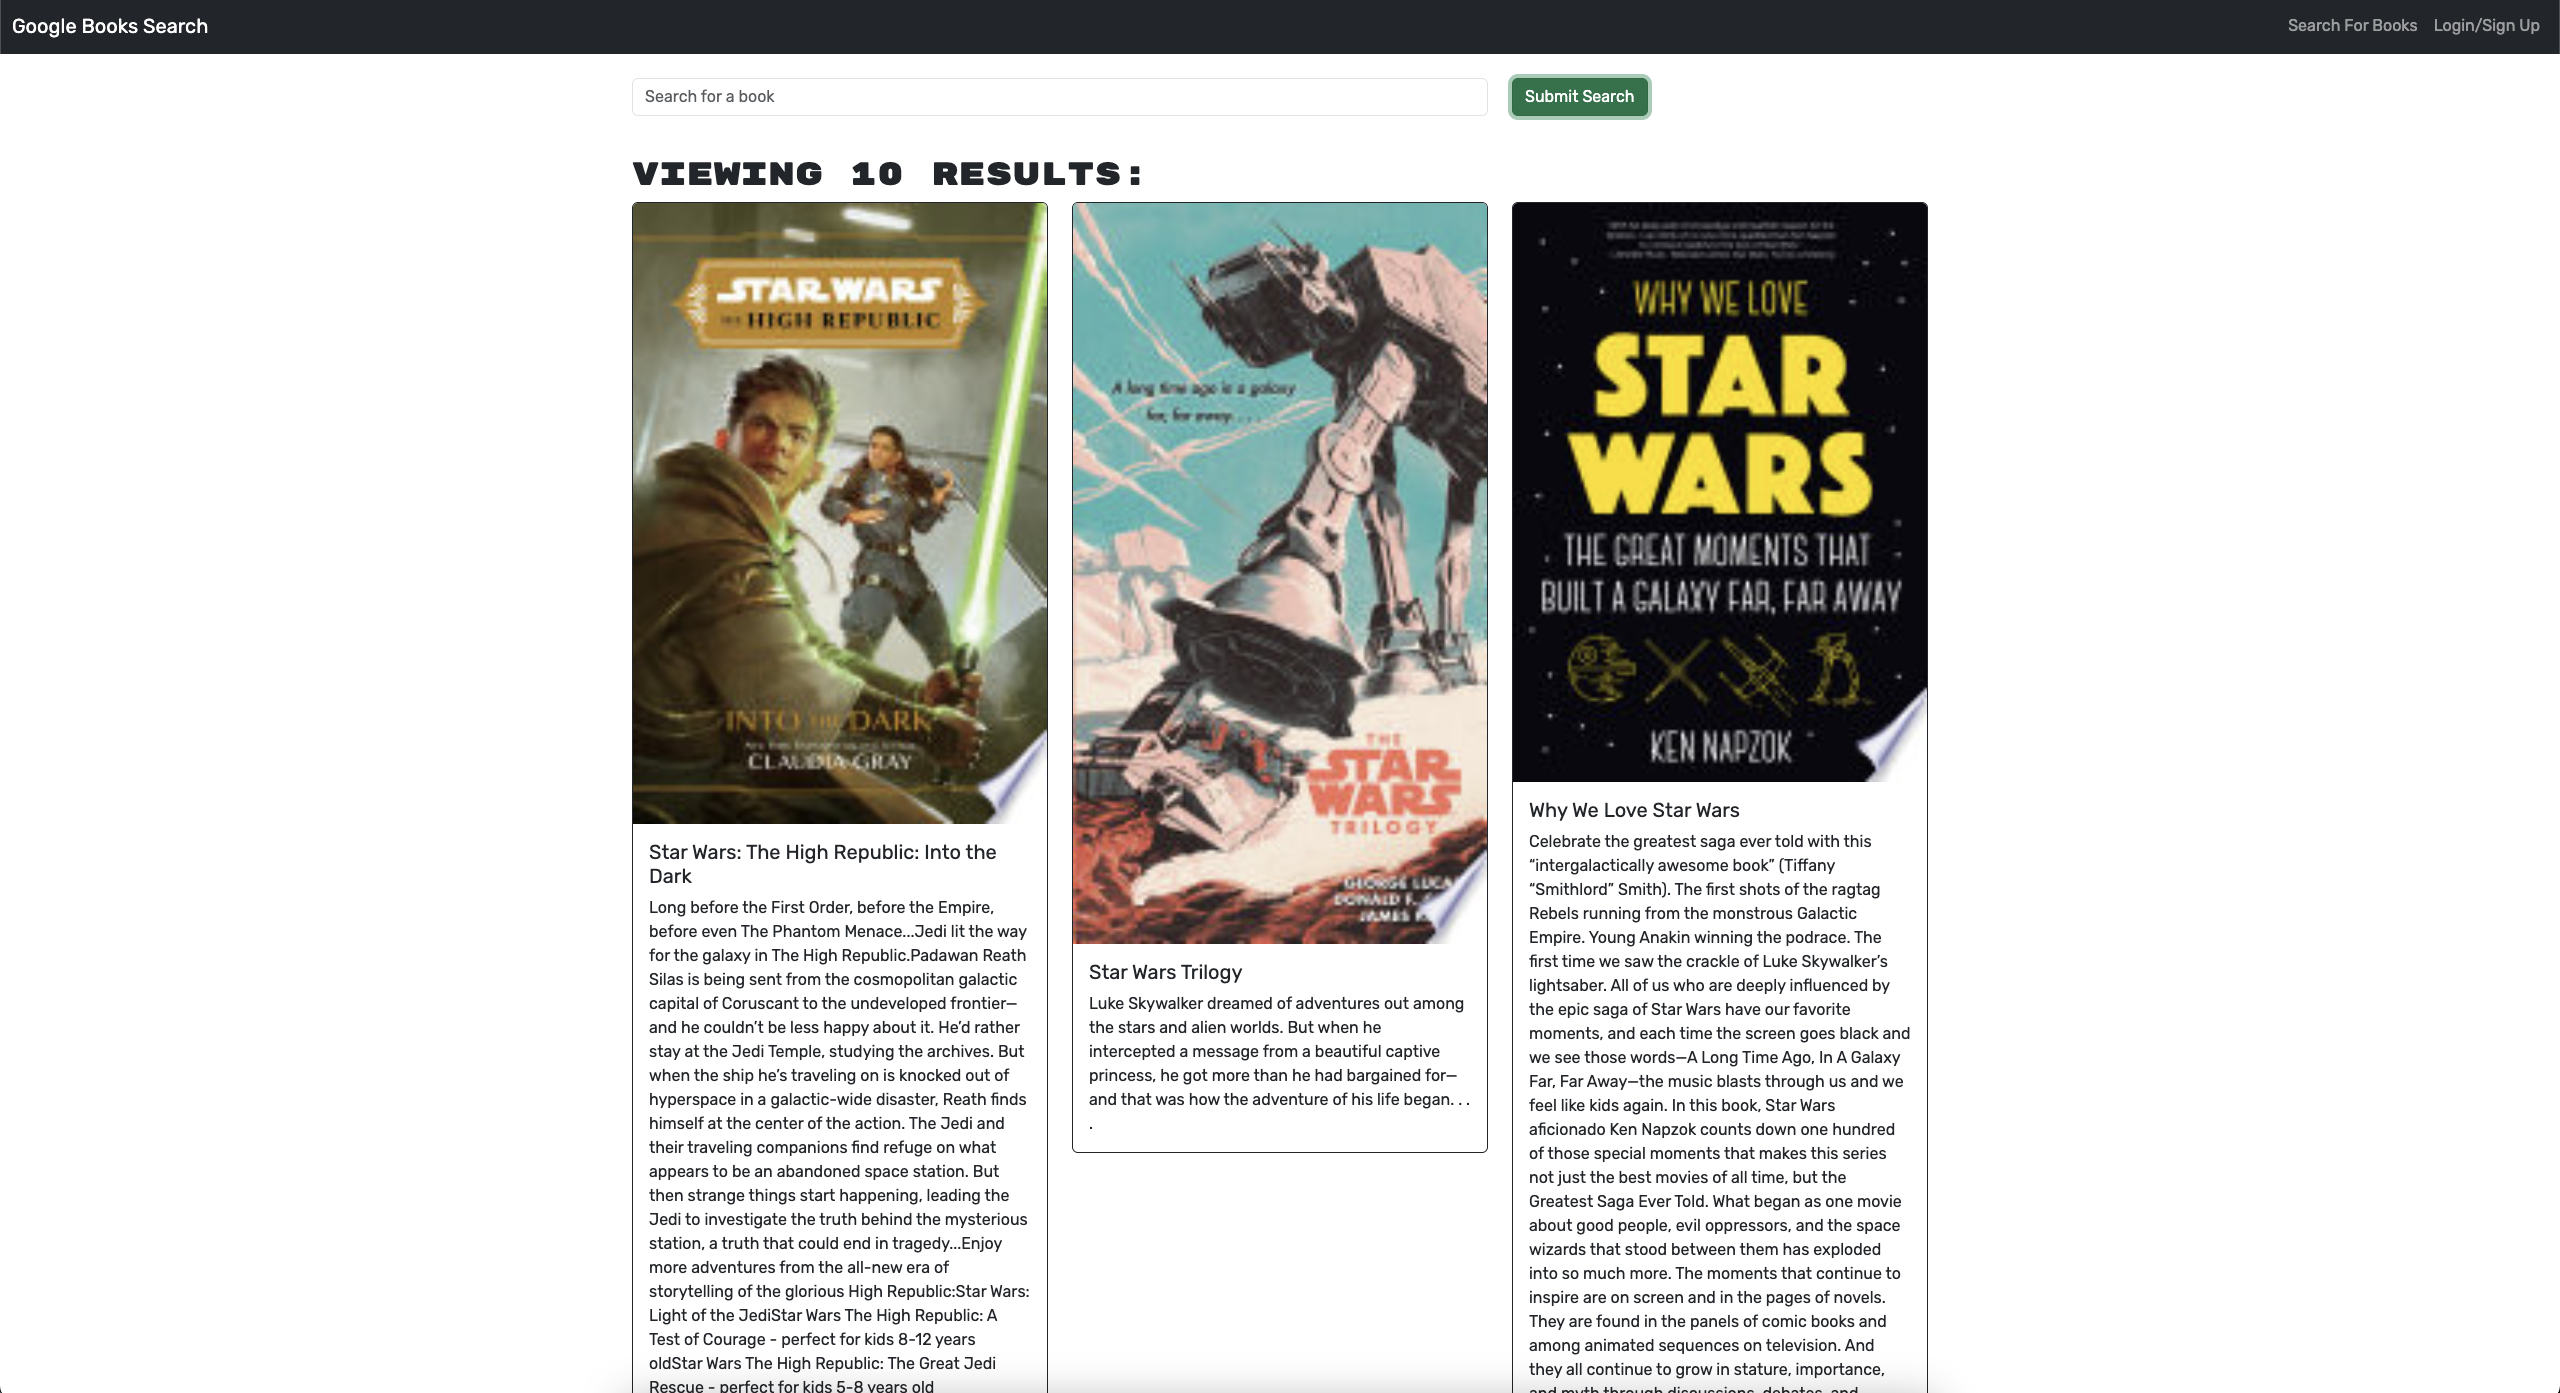 Google Books Search
Search For Books
Login/Sign Up
Search for a book
Submit Search
VIEWING 10 RESULTS:
STAR WARS
THE HIGH REPUBLIC
INTO THE DARK
CLAUDIA GRAY
Star Wars: The High Republic: Into the
Dark
Long before the First Order, before the Empire,
before even The Phantom Menace...Jedi lit the way
for the galaxy in The High Republic.Padawan Reath
Silas is being sent from the cosmopolitan galactic
capital of Coruscant to the undeveloped frontier—
and he couldn’t be less happy about it. He’d rather
stay at the Jedi Temple, studying the archives. But
when the ship he’s traveling on is knocked out of
hyperspace in a galactic-wide disaster, Reath finds
himself at the center of the action. The Jedi and
their traveling companions find refuge on what
appears to be an abandoned space station. But
then strange things start happening, leading the
Jedi to investigate the truth behind the mysterious
station, a truth that could end in tragedy...Enjoy
more adventures from the all-new era of
storytelling of the glorious High Republic:Star Wars:
Light of the JediStar Wars The High Republic: A
Test of Courage - perfect for kids 8-12 years
oldStar Wars The High Republic: The Great Jedi
Rescue - perfect for kids 5-8 years old
A long time ago in a galaxy
far, far away. . . .
THE
STAR
WARS
TRILOGY
GEORGE LUCA
DONALD F.
JAMES
Star Wars Trilogy
Luke Skywalker dreamed of adventures out among
the stars and alien worlds. But when he
intercepted a message from a beautiful captive
princess, he got more than he had bargained for—
and that was how the adventure of his life began. . .
.
WHY WE LOVE
STAR
WARS
THE GREAT MOMENTS THAT
BUILT A GALAXY FAR, FAR AWAY
KEN NAPZOK
Why We Love Star Wars
Celebrate the greatest saga ever told with this
“intergalactically awesome book” (Tiffany
“Smithlord” Smith). The first shots of the ragtag
Rebels running from the monstrous Galactic
Empire. Young Anakin winning the podrace. The
first time we saw the crackle of Luke Skywalker’s
lightsaber. All of us who are deeply influenced by
the epic saga of Star Wars have our favorite
moments, and each time the screen goes black and
we see those words—A Long Time Ago, In A Galaxy
Far, Far Away—the music blasts through us and we
feel like kids again. In this book, Star Wars
aficionado Ken Napzok counts down one hundred
of those special moments that makes this series
not just the best movies of all time, but the
Greatest Saga Ever Told. What began as one movie
about good people, evil oppressors, and the space
wizards that stood between them has exploded
into so much more. The moments that continue to
inspire are on screen and in the pages of novels.
They are found in the panels of comic books and
among animated sequences on television. And
they all continue to grow in stature, importance,
and myth through discussions, debates, and